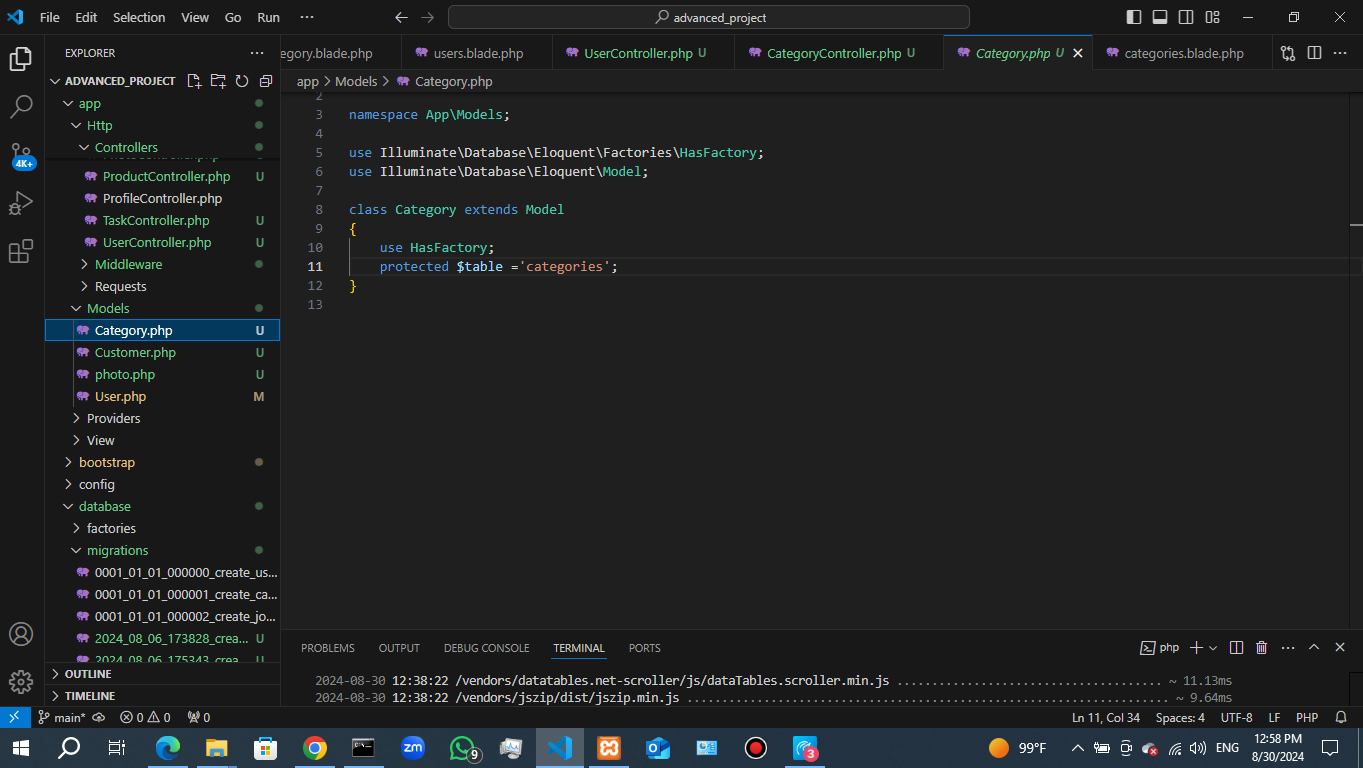 File Edit Selection View Go Run ··· advanced_project
EXPLORER ···
egory.blade.php users.blade.php UserController.php U CategoryController.php U Category.php U categories.blade.php ···
ADVANCED_PROJECT
app > Models > Category.php
app
Http
Controllers
ProductController.php U
ProfileController.php
TaskController.php U
UserController.php U
Middleware
Requests
Models
Category.php U
Customer.php U
photo.php U
User.php M
Providers
View
bootstrap
config
database
factories
migrations
0001_01_01_000000_create_us...
0001_01_01_000001_create_ca...
0001_01_01_000002_create_jo...
2024_08_06_173828_crea... U
2024_08_06_175343_crea... U
OUTLINE
TIMELINE
4K+
2
3 namespace App\Models;
4
5 use Illuminate\Database\Eloquent\Factories\HasFactory;
6 use Illuminate\Database\Eloquent\Model;
7
8 class Category extends Model
9 {
10 use HasFactory;
11 protected $table ='categories';
12 }
13
PROBLEMS OUTPUT DEBUG CONSOLE TERMINAL PORTS php ···
2024-08-30 12:38:22 /vendors/datatables.net-scroller/js/dataTables.scroller.min.js ................................... ~ 11.13ms
2024-08-30 12:38:22 /vendors/jszip/dist/jszip.min.js ............................................................... ~ 9.64ms
main* 0 0 0 Ln 11, Col 34 Spaces: 4 UTF-8 LF PHP
zm 9 3 99°F ENG 12:58 PM
8/30/2024